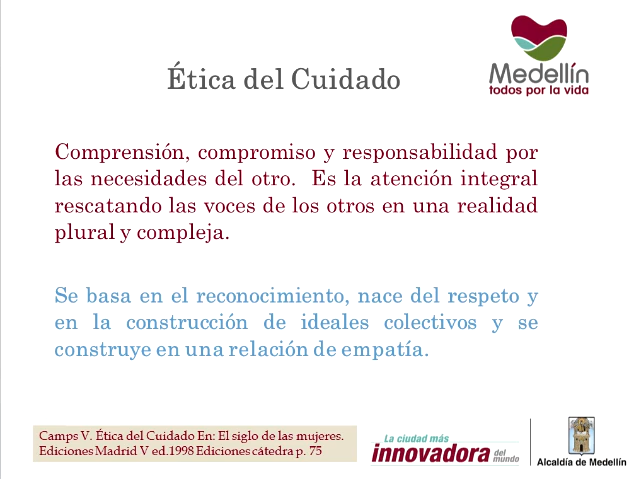 Ética del Cuidado
Medellín
todos por la vida
Comprensión, compromiso y responsabilidad por
las necesidades del otro.  Es la atención integral
rescatando las voces de los otros en una realidad
plural y compleja.
Se basa en el reconocimiento, nace del respeto y
en la construcción de ideales colectivos y se
construye en una relación de empatía.
Camps V. Ética del Cuidado En: El siglo de las mujeres.
Ediciones Madrid V ed.1998 Ediciones cátedra p. 75
La ciudad más
innovadora del
mundo
Alcaldía de Medellín